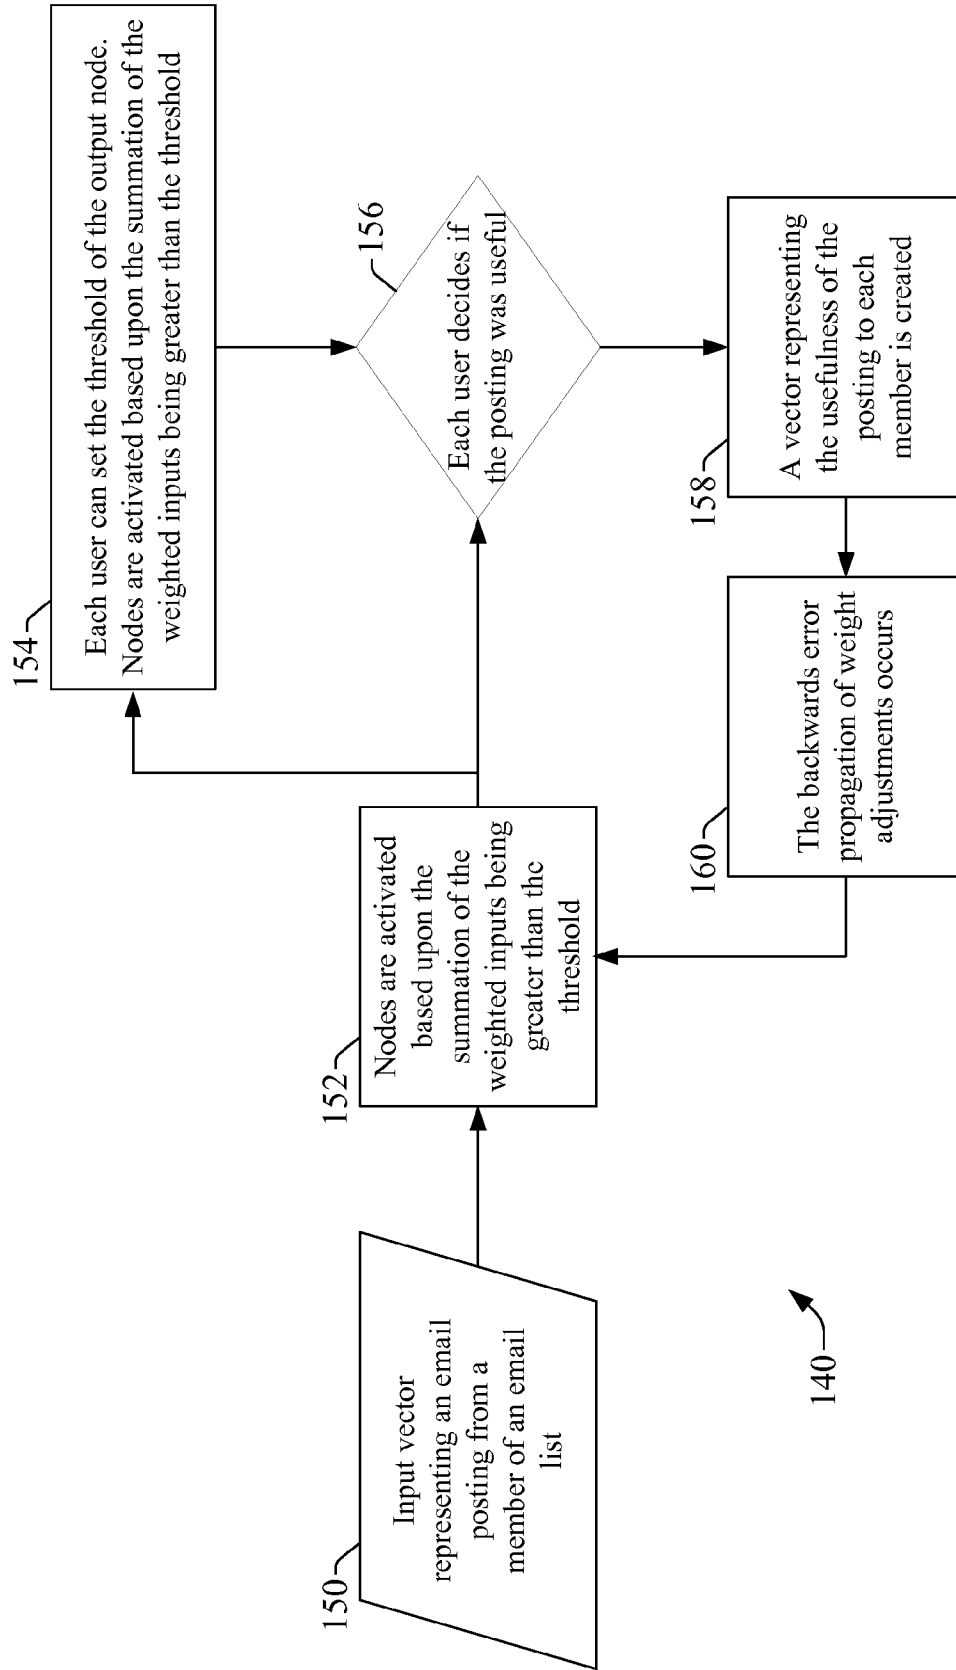 150
Input vector
representing an email
posting from a
member of an email
list
152
Nodes are activated
based upon the
summation of the
weighted inputs being
greater than the
threshold
154
Each user can set the threshold of the output node.
Nodes are activated based upon the summation of the
weighted inputs being greater than the threshold
156
Each user decides if
the posting was useful
158
A vector representing
the usefulness of the
posting to each
member is created
160
The backwards error
propagation of weight
adjustments occurs
140